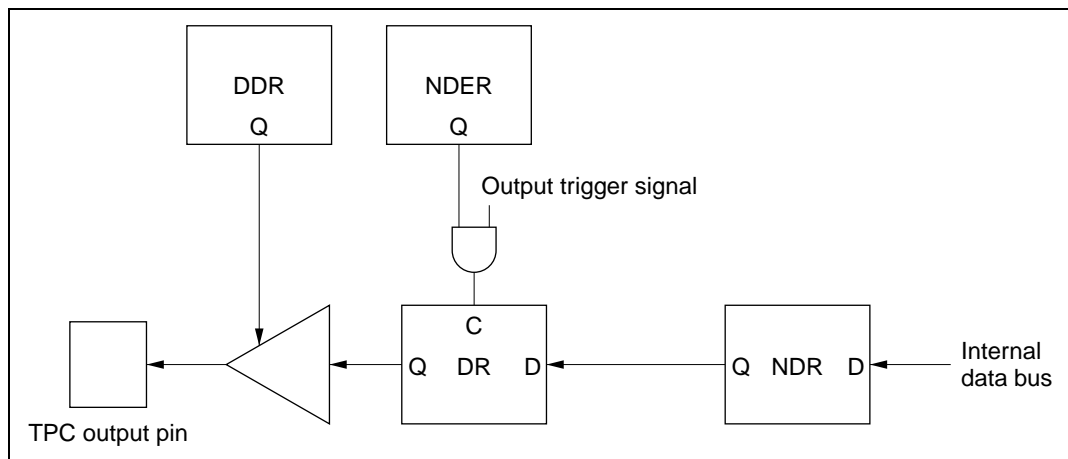 DDR
Q
NDER
Q
Output trigger signal
C
Q DR D
Q NDR D
Internal
data bus
TPC output pin